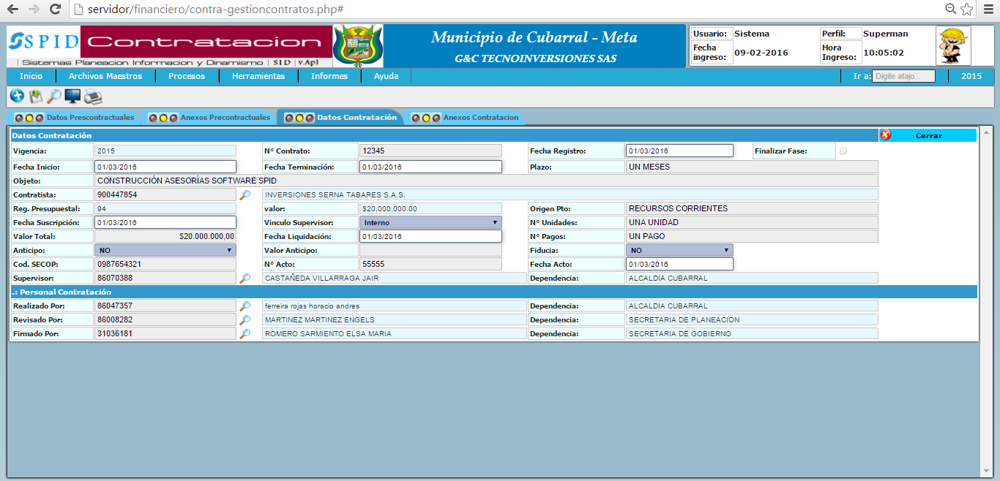 servidor/financiero/contra-gestioncontratos.php#
SSPID Contratacion
Sistemas Planeacion Informacion y Dinamismo | SID | v.Ap1
Municipio de Cubarral - Meta
G&C TECNOINVERSIONES SAS
Usuario: Sistema Perfil: Superman
Fecha ingreso: 09-02-2016 Hora Ingreso: 10:05:02
Inicio Archivos Maestros Procesos Herramientas Informes Ayuda Ir a: Digite atajo... 2015
Datos Prescontractuales Anexos Precontractuales Datos Contratación Anexos Contratacion
Datos Contratación Cerrar
Vigencia: 2015 N° Contrato: 12345 Fecha Registro: 01/03/2016 Finalizar Fase:
Fecha Inicio: 01/03/2016 Fecha Terminación: 01/03/2016 Plazo: UN MESES
Objeto: CONSTRUCCIÓN ASESORÍAS SOFTWARE SPID
Contratista: 900447854 INVERSIONES SERNA TABARES S.A.S.
Reg. Presupuestal: 94 valor: $20,000,000.00 Origen Pto: RECURSOS CORRIENTES
Fecha Suscripción: 01/03/2016 Vinculo Supervisor: Interno N° Unidades: UNA UNIDAD
Valor Total: $20.000.000,00 Fecha Liquidación: 01/03/2016 N° Pagos: UN PAGO
Anticipo: NO Valor Anticipo: Fiducia: NO
Cod. SECOP: 0987654321 N° Acto: 55555 Fecha Acto: 01/03/2016
Supervisor: 86070388 CASTAÑEDA VILLARRAGA JAIR Dependencia: ALCALDIA CUBARRAL
.: Personal Contratación
Realizado Por: 86047357 ferreira rojas horacio andres Dependencia: ALCALDIA CUBARRAL
Revisado Por: 86008282 MARTINEZ MARTINEZ ENGELS Dependencia: SECRETARIA DE PLANEACION
Firmado Por: 31036181 ROMERO SARMIENTO ELSA MARIA Dependencia: SECRETARIA DE GOBIERNO